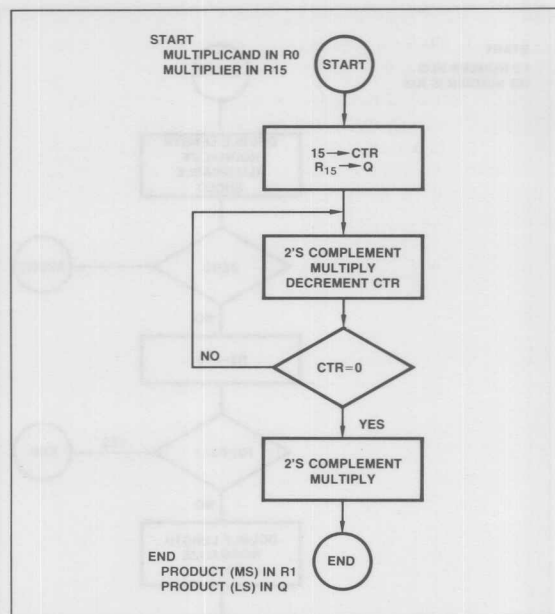 START
MULTIPLICAND IN R0
MULTIPLIER IN R15
START
15→CTR
R15→Q
2'S COMPLEMENT
MULTIPLY
DECREMENT CTR
NO
CTR=0
YES
2'S COMPLEMENT
MULTIPLY
END
PRODUCT (MS) IN R1
PRODUCT (LS) IN Q
END